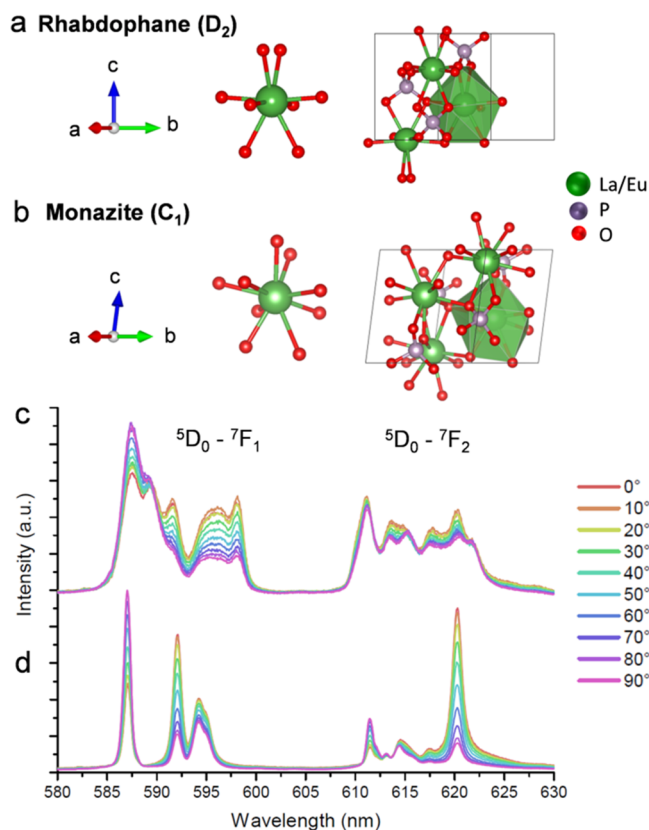 a Rhabdophane (D₂)
c
a
b
La/Eu
P
O
b Monazite (C₁)
c
a
b
c
⁵D₀ - ⁷F₁
⁵D₀ - ⁷F₂
0°
10°
20°
30°
40°
50°
60°
70°
80°
90°
Intensity (a.u.)
d
580 585 590 595 600 605 610 615 620 625 630
Wavelength (nm)